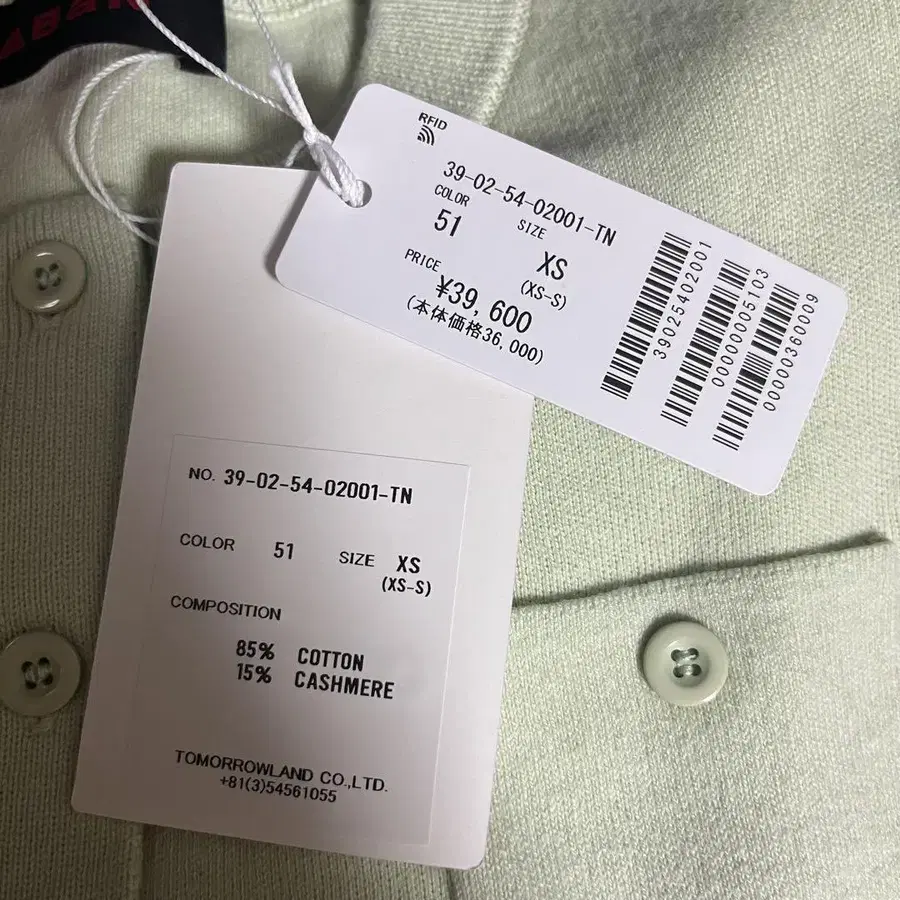 RFID
39-02-54-02001-TN
COLOR SIZE
51 XS
(XS-S)
PRICE
¥39,600
(本体価格36,000)
39025402001
0000005103
00000360009
NO. 39-02-54-02001-TN
COLOR 51 SIZE XS
(XS-S)
COMPOSITION
85% COTTON
15% CASHMERE
TOMORROWLAND CO.,LTD.
+81(3)54561055